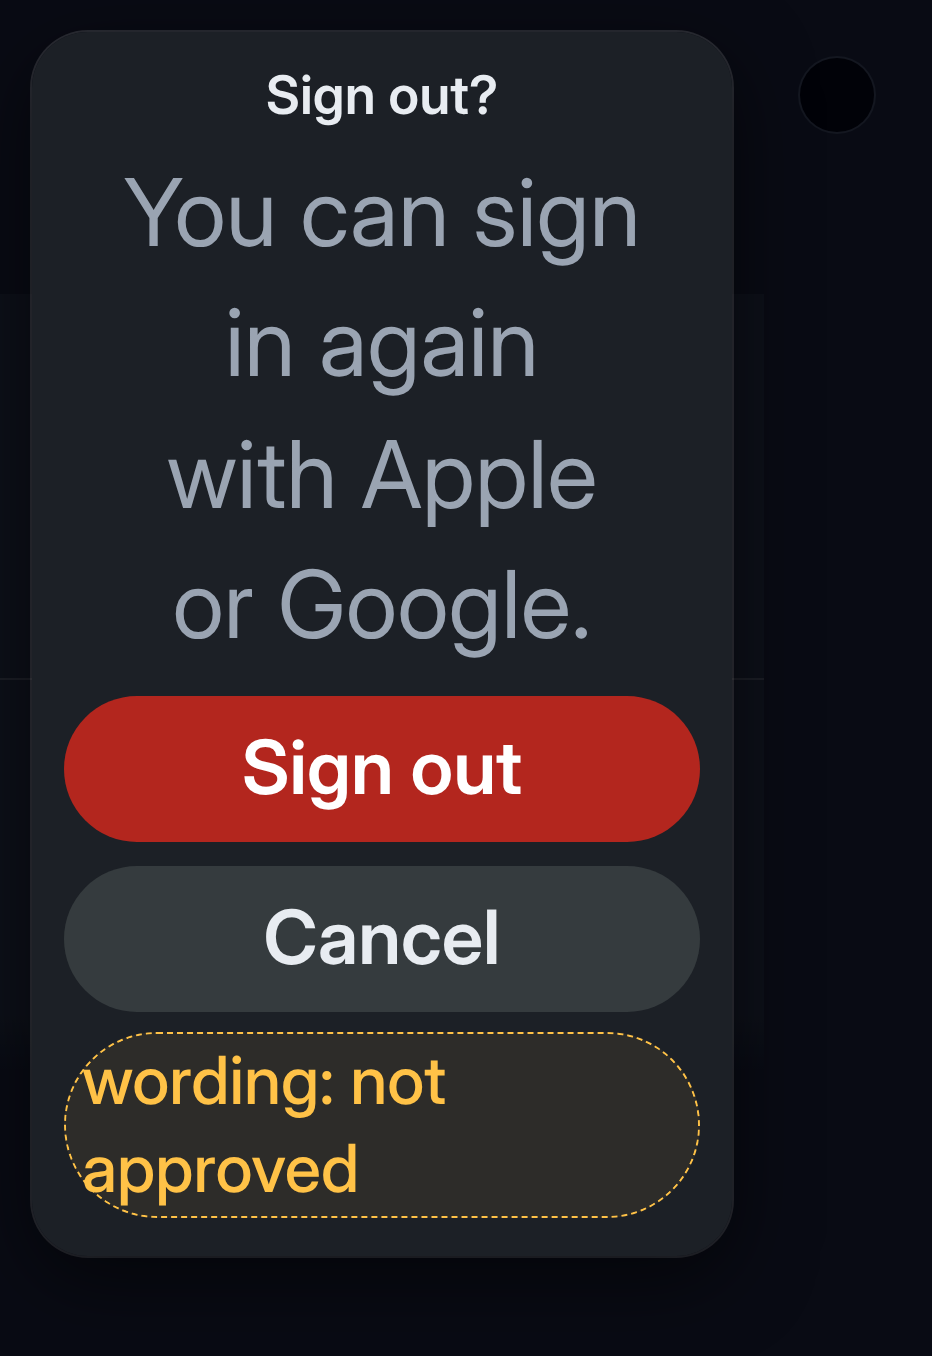 Sign out?
You can sign
in again
with Apple
or Google.
Sign out
Cancel
wording: not
approved